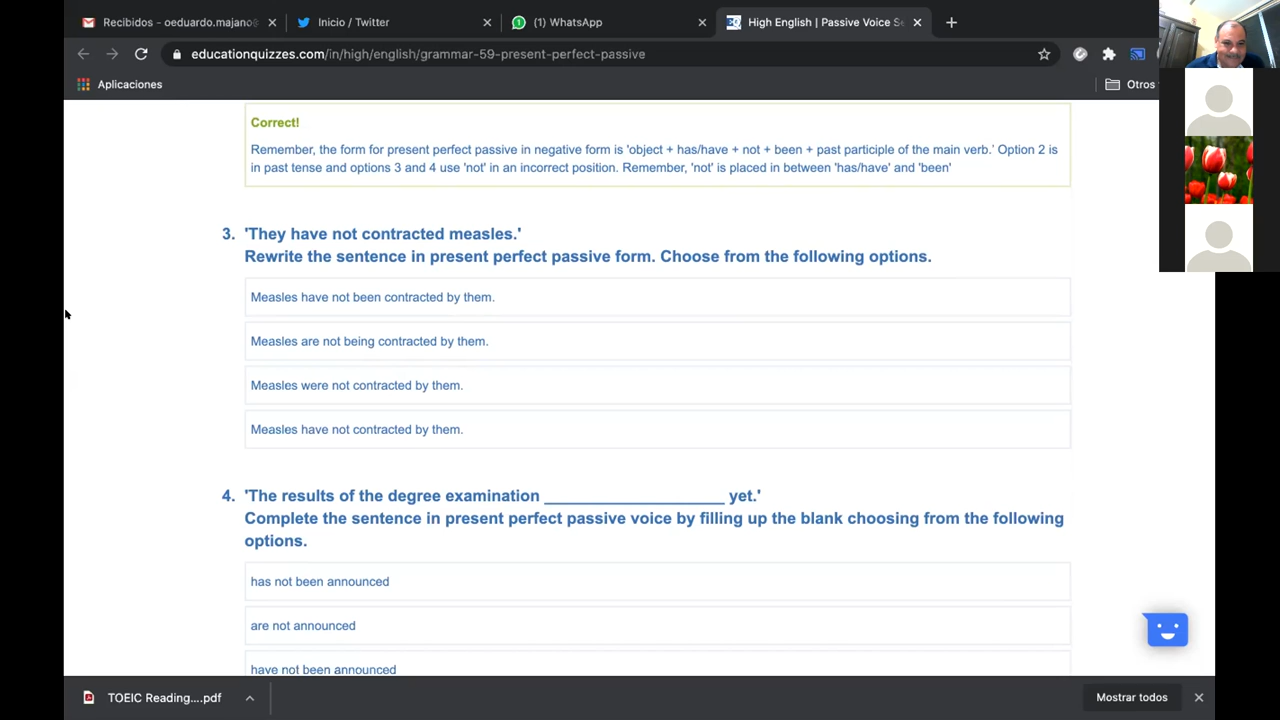 Recibidos - oeduardo.majano@
Inicio / Twitter
(1) WhatsApp
High English | Passive Voice Se
educationquizzes.com/in/high/english/grammar-59-present-perfect-passive
Aplicaciones
Otros
Correct!
Remember, the form for present perfect passive in negative form is 'object + has/have + not + been + past participle of the main verb.' Option 2 is
in past tense and options 3 and 4 use 'not' in an incorrect position. Remember, 'not' is placed in between 'has/have' and 'been'
3. 'They have not contracted measles.'
Rewrite the sentence in present perfect passive form. Choose from the following options.
Measles have not been contracted by them.
Measles are not being contracted by them.
Measles were not contracted by them.
Measles have not contracted by them.
4. 'The results of the degree examination ____________________ yet.'
Complete the sentence in present perfect passive voice by filling up the blank choosing from the following
options.
has not been announced
are not announced
have not been announced
TOEIC Reading....pdf
Mostrar todos